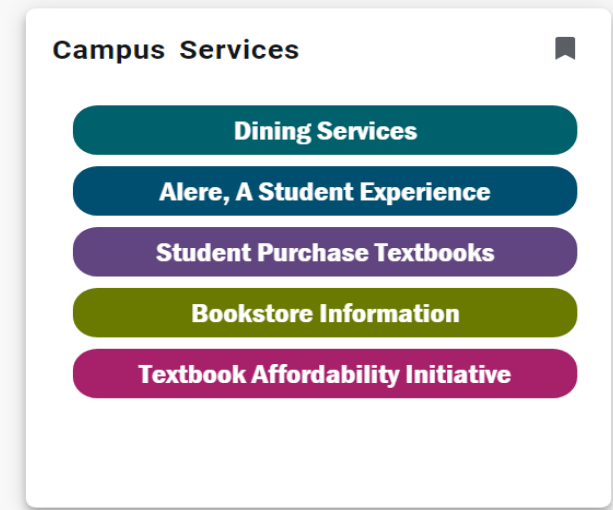 Campus Services
Dining Services
Alere, A Student Experience
Student Purchase Textbooks
Bookstore Information
Textbook Affordability Initiative